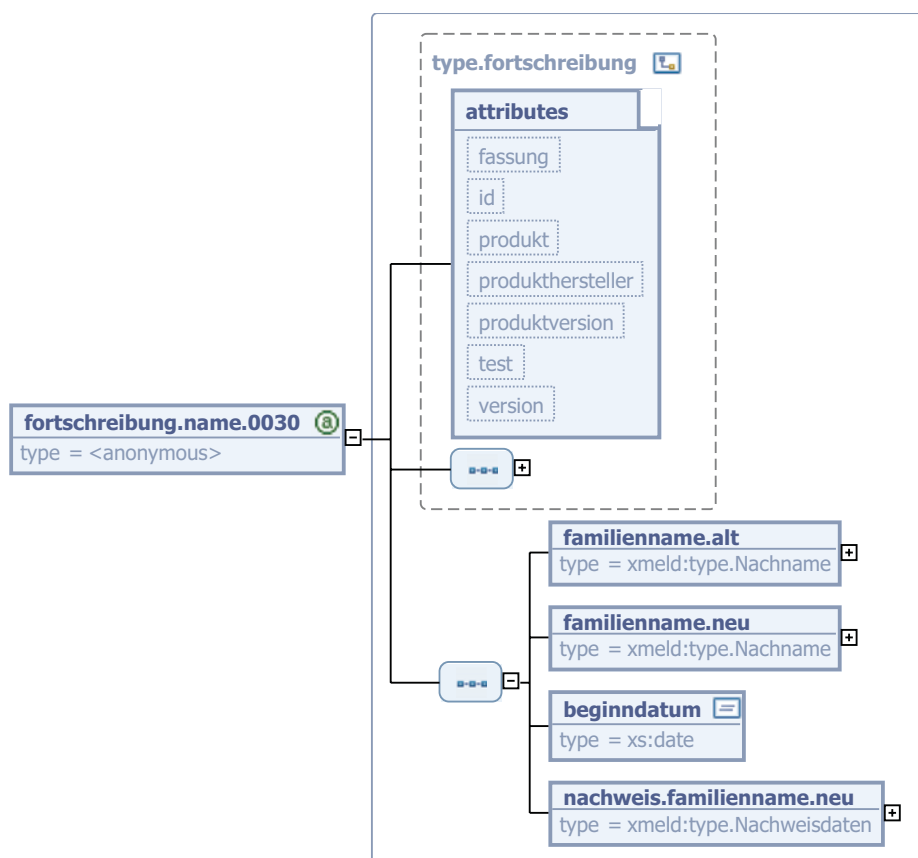 type.fortschreibung
attributes
fassung
id
produkt
produkthersteller
produktversion
test
version
fortschreibung.name.0030 a
type = <anonymous>
familienname.alt
type = xmeld:type.Nachname
familienname.neu
type = xmeld:type.Nachname
beginndatum
type = xs:date
nachweis.familienname.neu
type = xmeld:type.Nachweisdaten